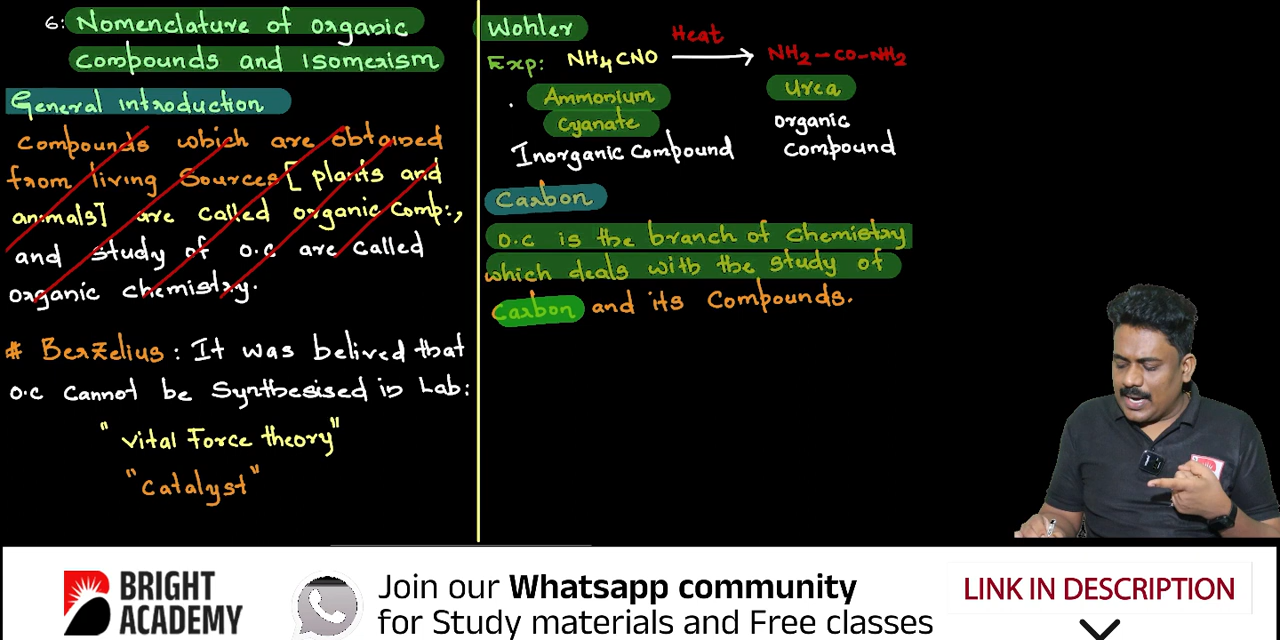 6: Nomenclature of organic
compounds and Isomerism
General introduction
Compounds which are obtained
from living Sources [ plants and
animals] are called organic Comp:,
and study of O.C are called
organic chemistry.
# Berzelius : It was belived that
O.C cannot be Synthesised in Lab:
"Vital Force theory"
"Catalyst"
Wohler
Exp: NH4CNO Heat NH2-CO-NH2
Ammonium
Cyanate
Urea
Inorganic Compound
organic
Compound
Carbon
O.C is the branch of Chemistry
which deals with the study of
Carbon and its Compounds.
BRIGHT
ACADEMY
Join our Whatsapp community
for Study materials and Free classes
LINK IN DESCRIPTION